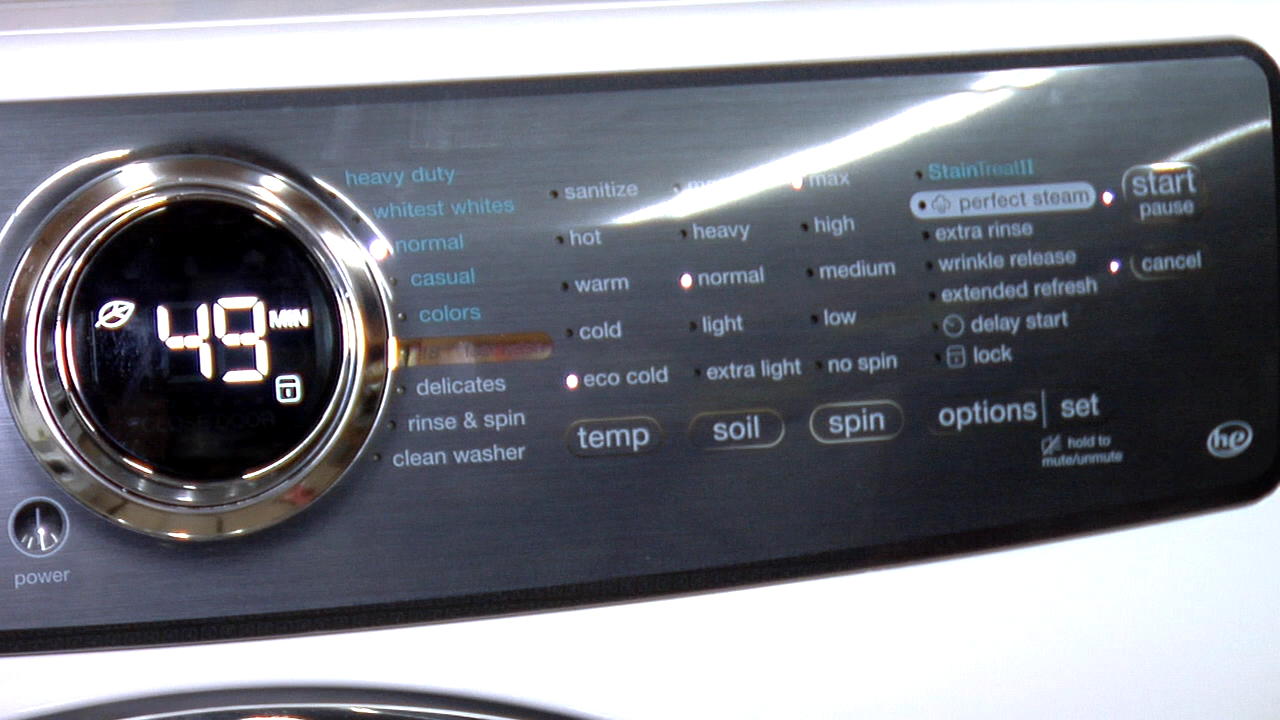 heavy duty
whitest whites
normal
casual
colors
delicates
rinse & spin
clean washer
49 MIN
power
sanitize
hot
warm
cold
eco cold
temp
heavy
normal
light
extra light
soil
max
high
medium
low
no spin
spin
StainTreatII
perfect steam
extra rinse
wrinkle release
extended refresh
delay start
lock
options set
hold to
mute/unmute
start
pause
cancel
he